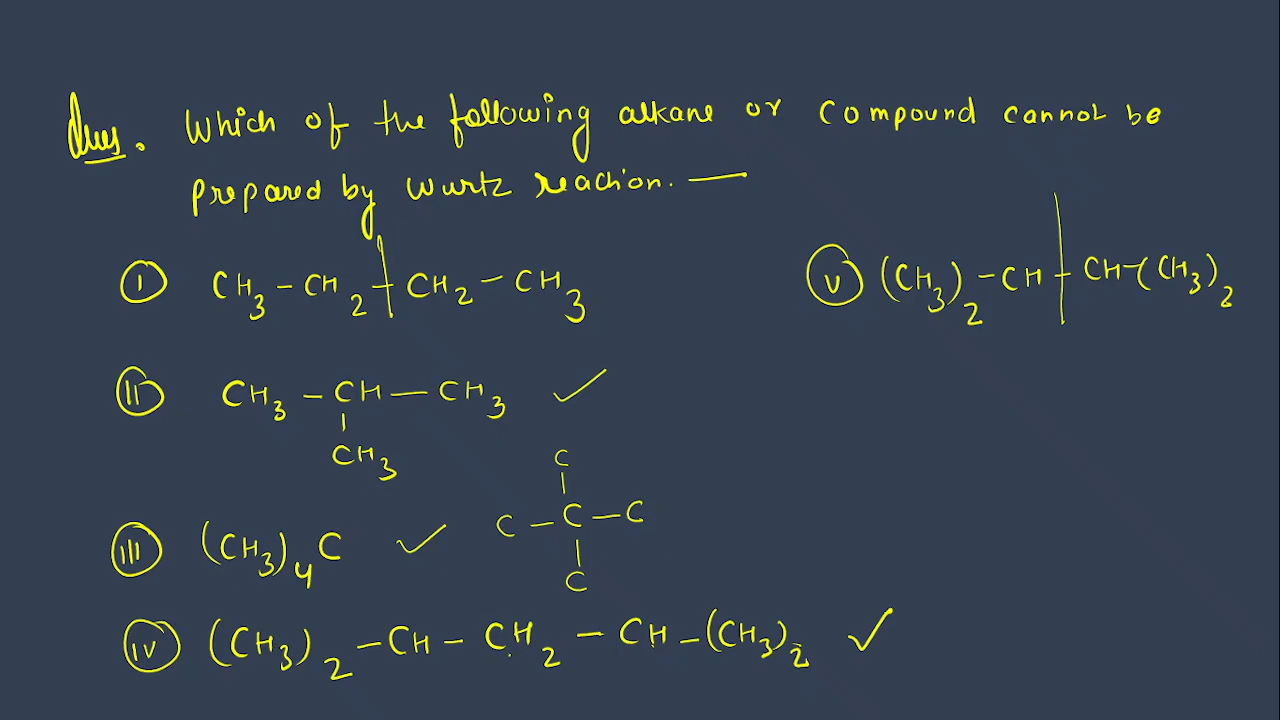 Ques. Which of the following alkane or compound cannot be
prepared by wurtz reaction. —
(I) CH3 – CH2 – CH2 – CH3
(V) (CH3)2 – CH – CH – (CH3)2
(II) CH3 – CH — CH3 ✓
|
CH3
C
|
(III) (CH3)4 C ✓ C – C – C
|
C
(IV) (CH3)2 – CH – CH2 – CH – (CH3)2 ✓